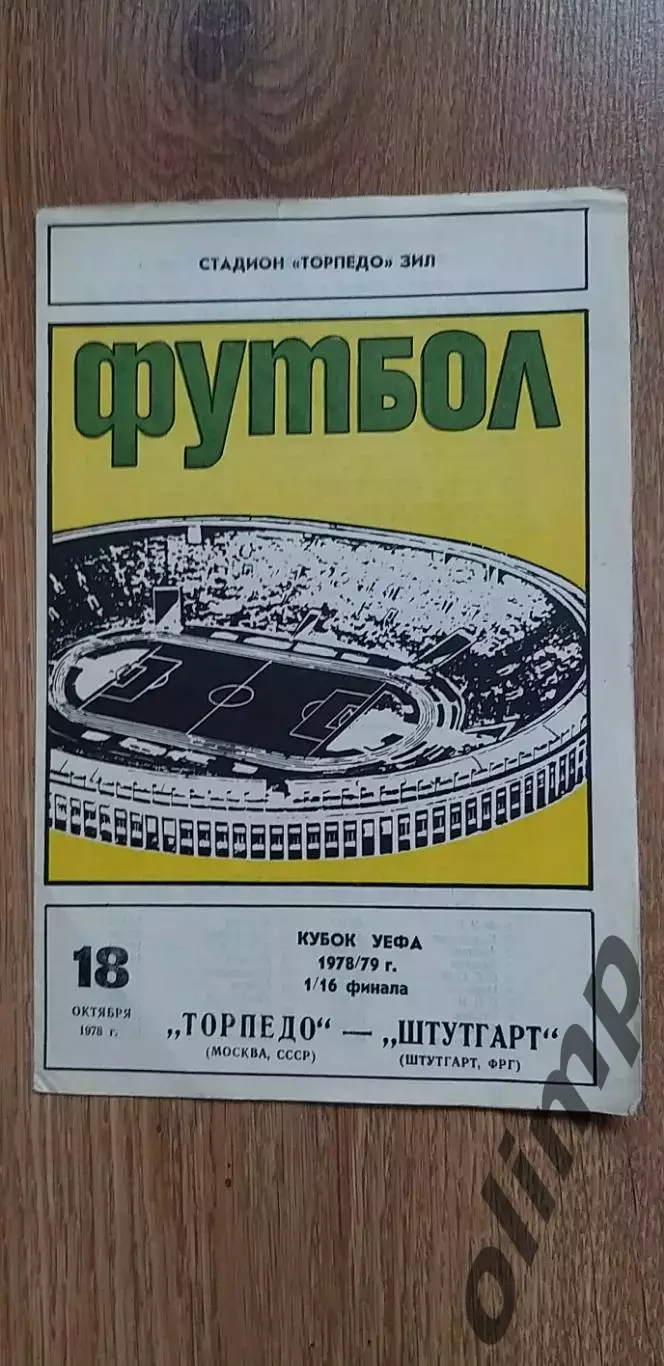 СТАДИОН «ТОРПЕДО» ЗИЛ
ФУТБОЛ
18
ОКТЯБРЯ
1978 г.
КУБОК УЕФА
1978/79 г.
1/16 финала
„ТОРПЕДО“ — „ШТУТГАРТ“
(МОСКВА, СССР) (ШТУТГАРТ, ФРГ)
olimp